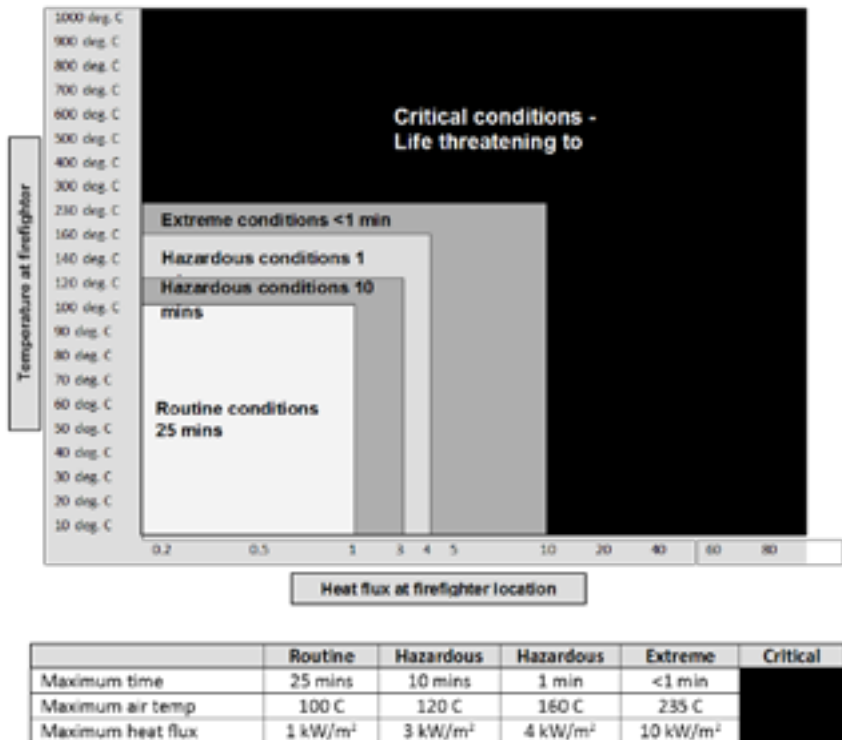 1000 deg. C
900 deg. C
800 deg. C
700 deg. C
600 deg. C
500 deg. C
400 deg. C
300 deg. C
230 deg. C
160 deg. C
140 deg. C
120 deg. C
100 deg. C
90 deg. C
80 deg. C
70 deg. C
60 deg. C
50 deg. C
40 deg. C
30 deg. C
20 deg. C
10 deg. C
Temperature at firefighter
Critical conditions -
Life threatening to
Extreme conditions <1 min
Hazardous conditions 1
Hazardous conditions 10
mins
Routine conditions
25 mins
0.2 0.5 1 3 4 5 10 20 40 60 80
Heat flux at firefighter location
Routine Hazardous Hazardous Extreme Critical
Maximum time 25 mins 10 mins 1 min <1 min
Maximum air temp 100 C 120 C 160 C 235 C
Maximum heat flux 1 kW/m² 3 kW/m² 4 kW/m² 10 kW/m²